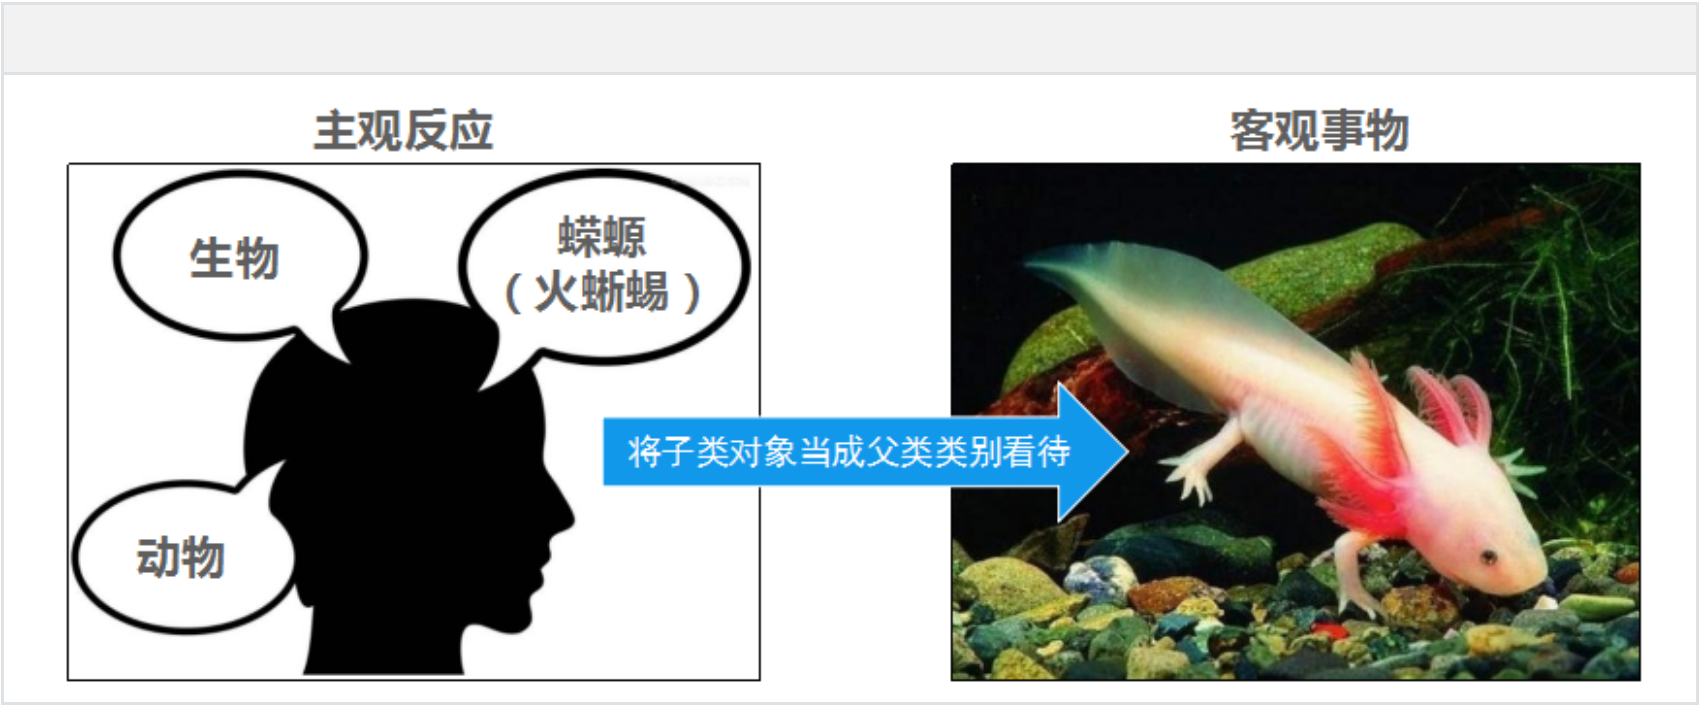 主观反应
客观事物
生物
蝾螈
（火蜥蜴）
将子类对象当成父类类别看待
动物